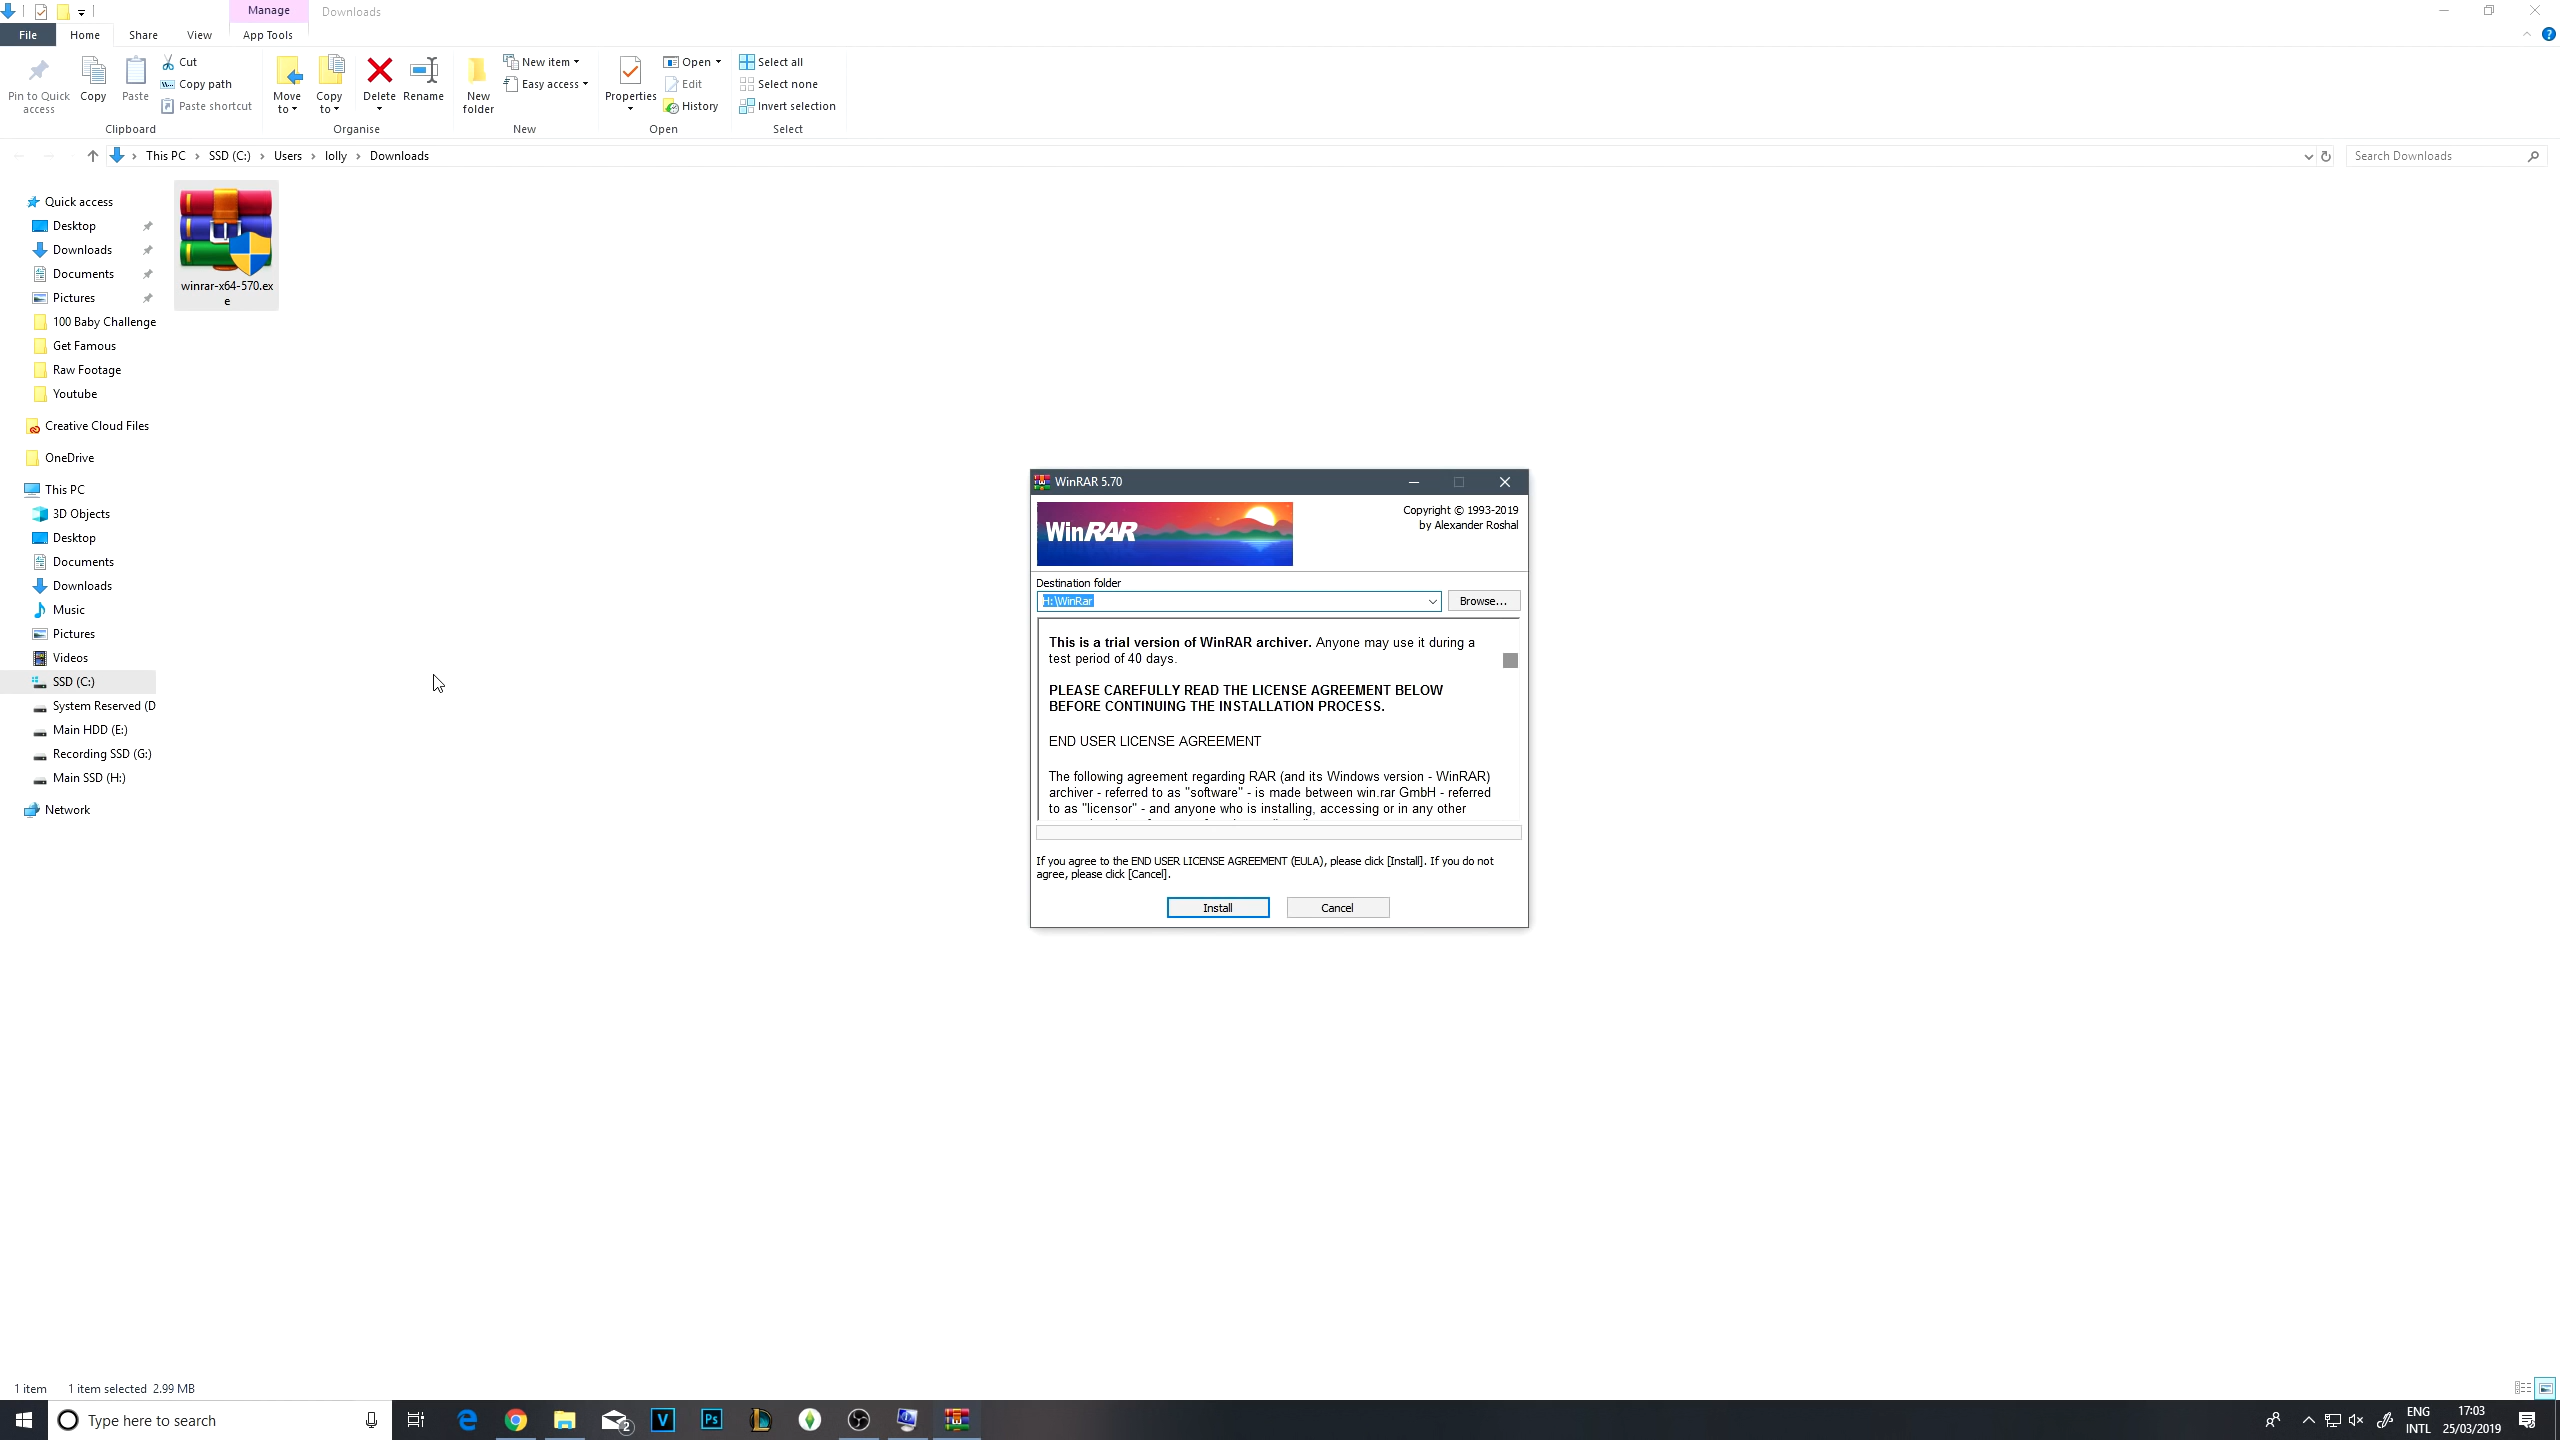 Manage
Downloads
File
Home
Share
View
App Tools
Pin to Quick
access
Copy
Paste
Cut
Copy path
Paste shortcut
Clipboard
Move
to
Copy
to
Delete
Rename
Organise
New
folder
New item
Easy access
New
Properties
Open
Edit
History
Open
Select all
Select none
Invert selection
Select
This PC > SSD (C:) > Users > lolly > Downloads
Search Downloads
Quick access
Desktop
Downloads
Documents
Pictures
100 Baby Challenge
Get Famous
Raw Footage
Youtube
Creative Cloud Files
OneDrive
This PC
3D Objects
Desktop
Documents
Downloads
Music
Pictures
Videos
SSD (C:)
System Reserved (D
Main HDD (E:)
Recording SSD (G:)
Main SSD (H:)
Network
winrar-x64-570.ex
e
WinRAR 5.70
WinRAR
Copyright © 1993-2019
by Alexander Roshal
Destination folder
H:\WinRar
Browse...
This is a trial version of WinRAR archiver. Anyone may use it during a
test period of 40 days.
PLEASE CAREFULLY READ THE LICENSE AGREEMENT BELOW
BEFORE CONTINUING THE INSTALLATION PROCESS.
END USER LICENSE AGREEMENT
The following agreement regarding RAR (and its Windows version - WinRAR)
archiver - referred to as "software" - is made between win.rar GmbH - referred
to as "licensor" - and anyone who is installing, accessing or in any other
If you agree to the END USER LICENSE AGREEMENT (EULA), please click [Install]. If you do not
agree, please click [Cancel].
Install
Cancel
1 item
1 item selected 2.99 MB
Type here to search
2
V
Ps
ENG
INTL
17:03
25/03/2019